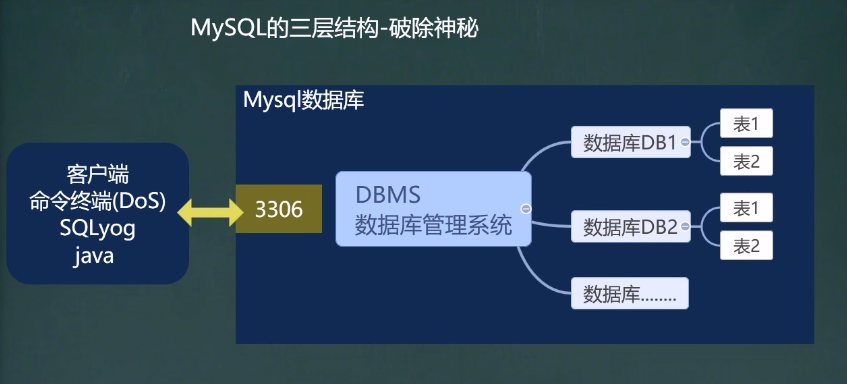 MySQL的三层结构-破除神秘
Mysql数据库
客户端
命令终端(DoS)
SQLyog
java
3306
DBMS
数据库管理系统
数据库DB1
表1
表2
数据库DB2
表1
表2
数据库........